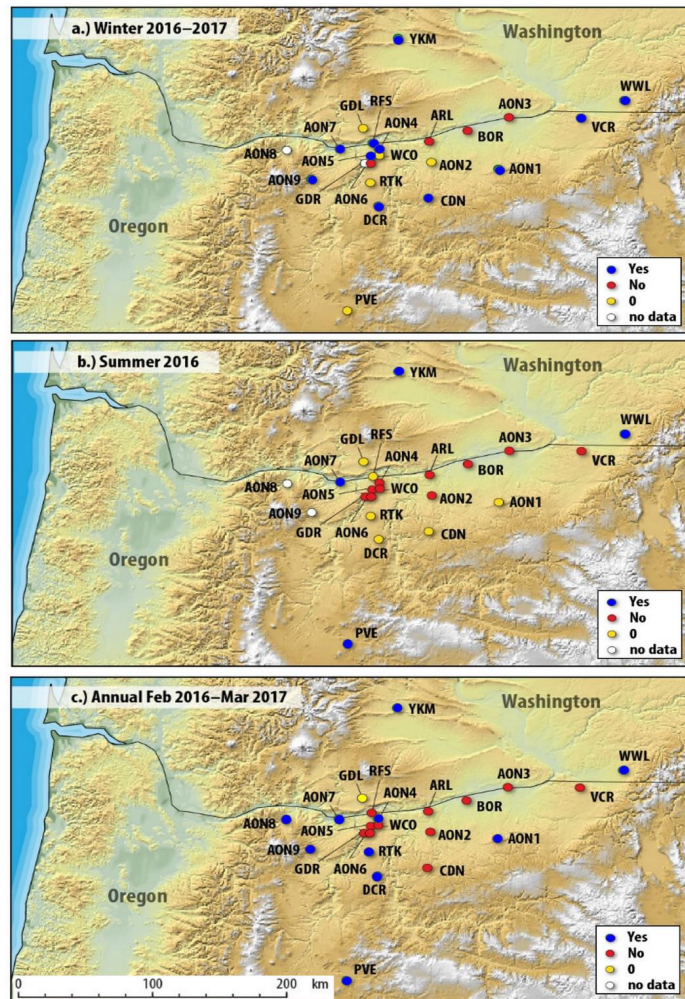 a.) Winter 2016–2017
Washington
YKM
WWL
RFS
GDL
AON3
ARL
AON4
AON7
VCR
BOR
AON8
WCO
AON5
AON2
AON1
AON9
RTK
GDR
AON6
CDN
DCR
Oregon
Yes
No
0
no data
PVE
b.) Summer 2016
Washington
YKM
WWL
RFS
GDL
AON3
ARL
AON4
AON7
VCR
BOR
AON8
WCO
AON5
AON2
AON1
AON9
RTK
GDR
AON6
CDN
DCR
Oregon
Yes
No
0
no data
PVE
c.) Annual Feb 2016–Mar 2017
Washington
YKM
WWL
RFS
GDL
AON3
ARL
AON4
AON7
VCR
BOR
AON8
WCO
AON5
AON2
AON1
AON9
RTK
GDR
AON6
CDN
DCR
Oregon
Yes
No
0
no data
PVE
0 100 200 km